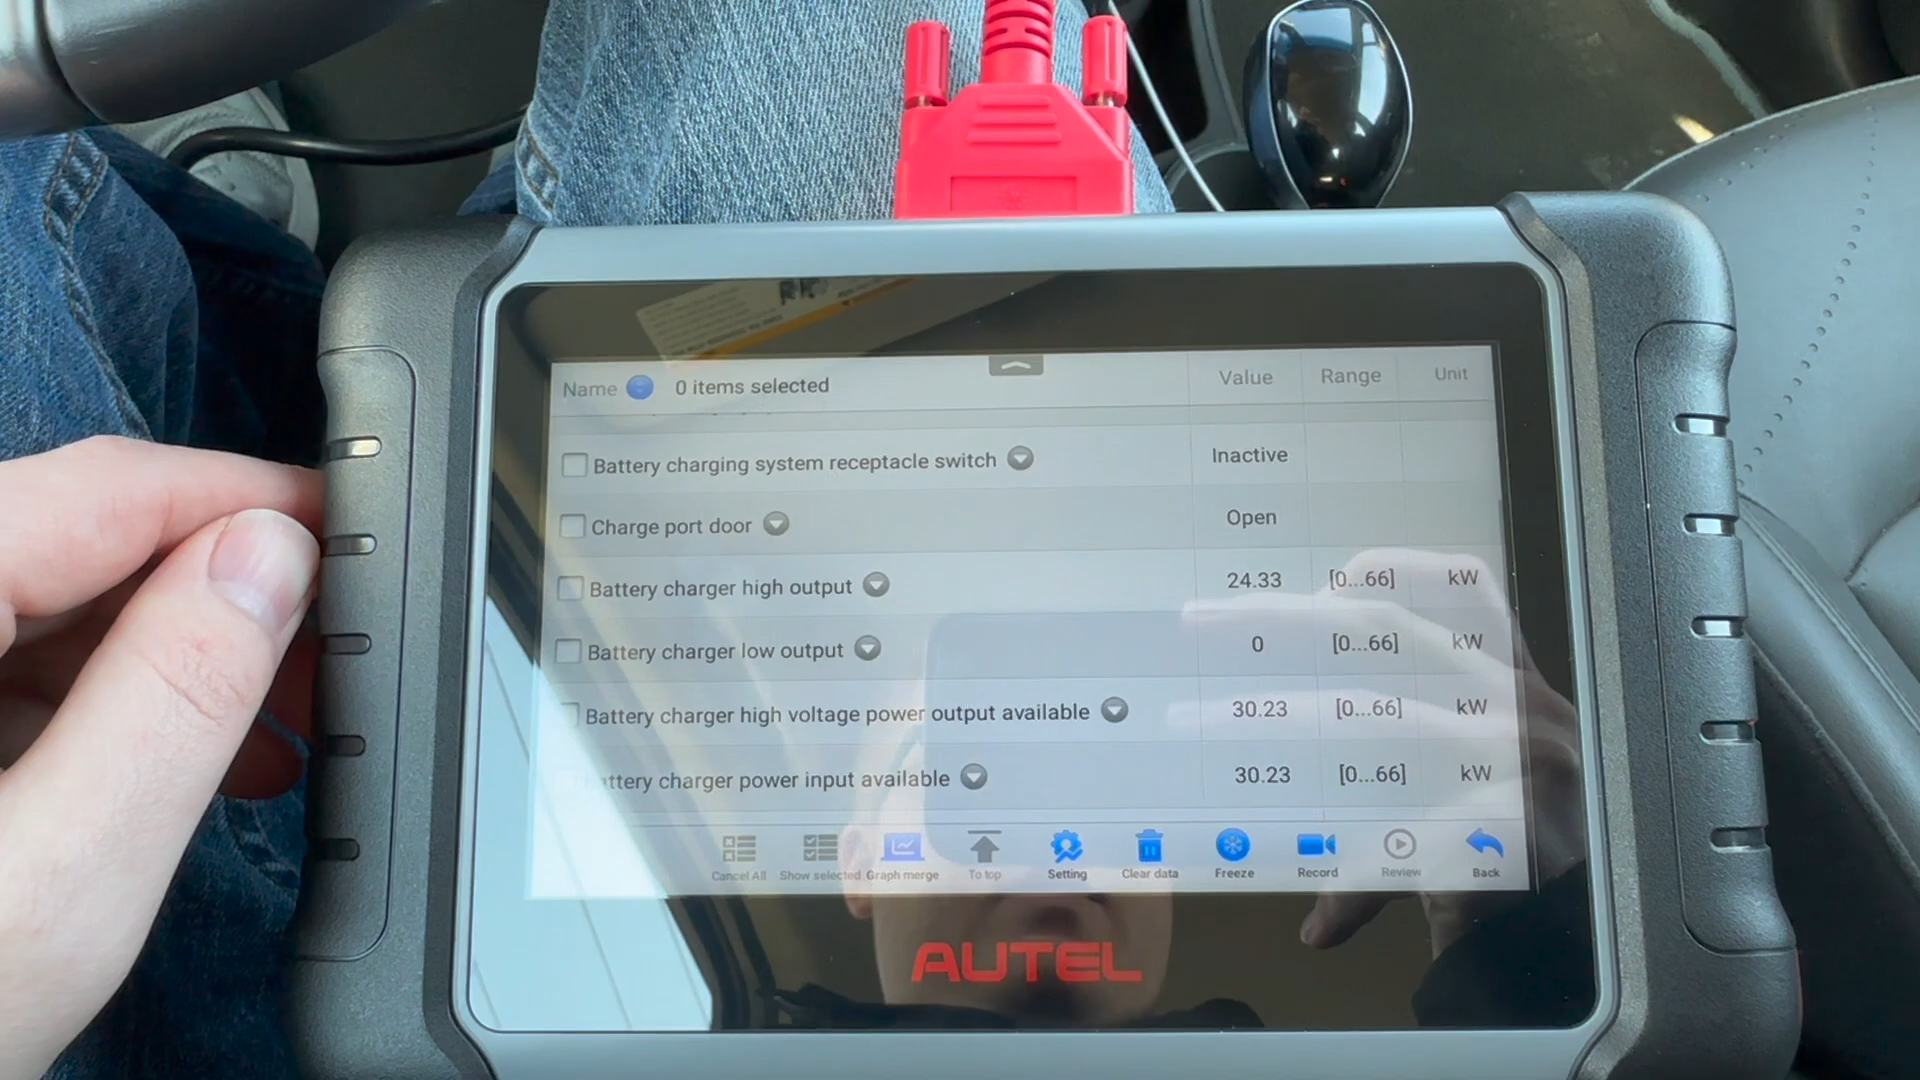 Name 0 items selected Value Range Unit
Battery charging system receptacle switch Inactive
Charge port door Open
Battery charger high output 24.33 [0...66] kW
Battery charger low output 0 [0...66] kW
Battery charger high voltage power output available 30.23 [0...66] kW
ttery charger power input available 30.23 [0...66] kW
Cancel All Show selected Graph merge To top Setting Clear data Freeze Record Review Back
AUTEL